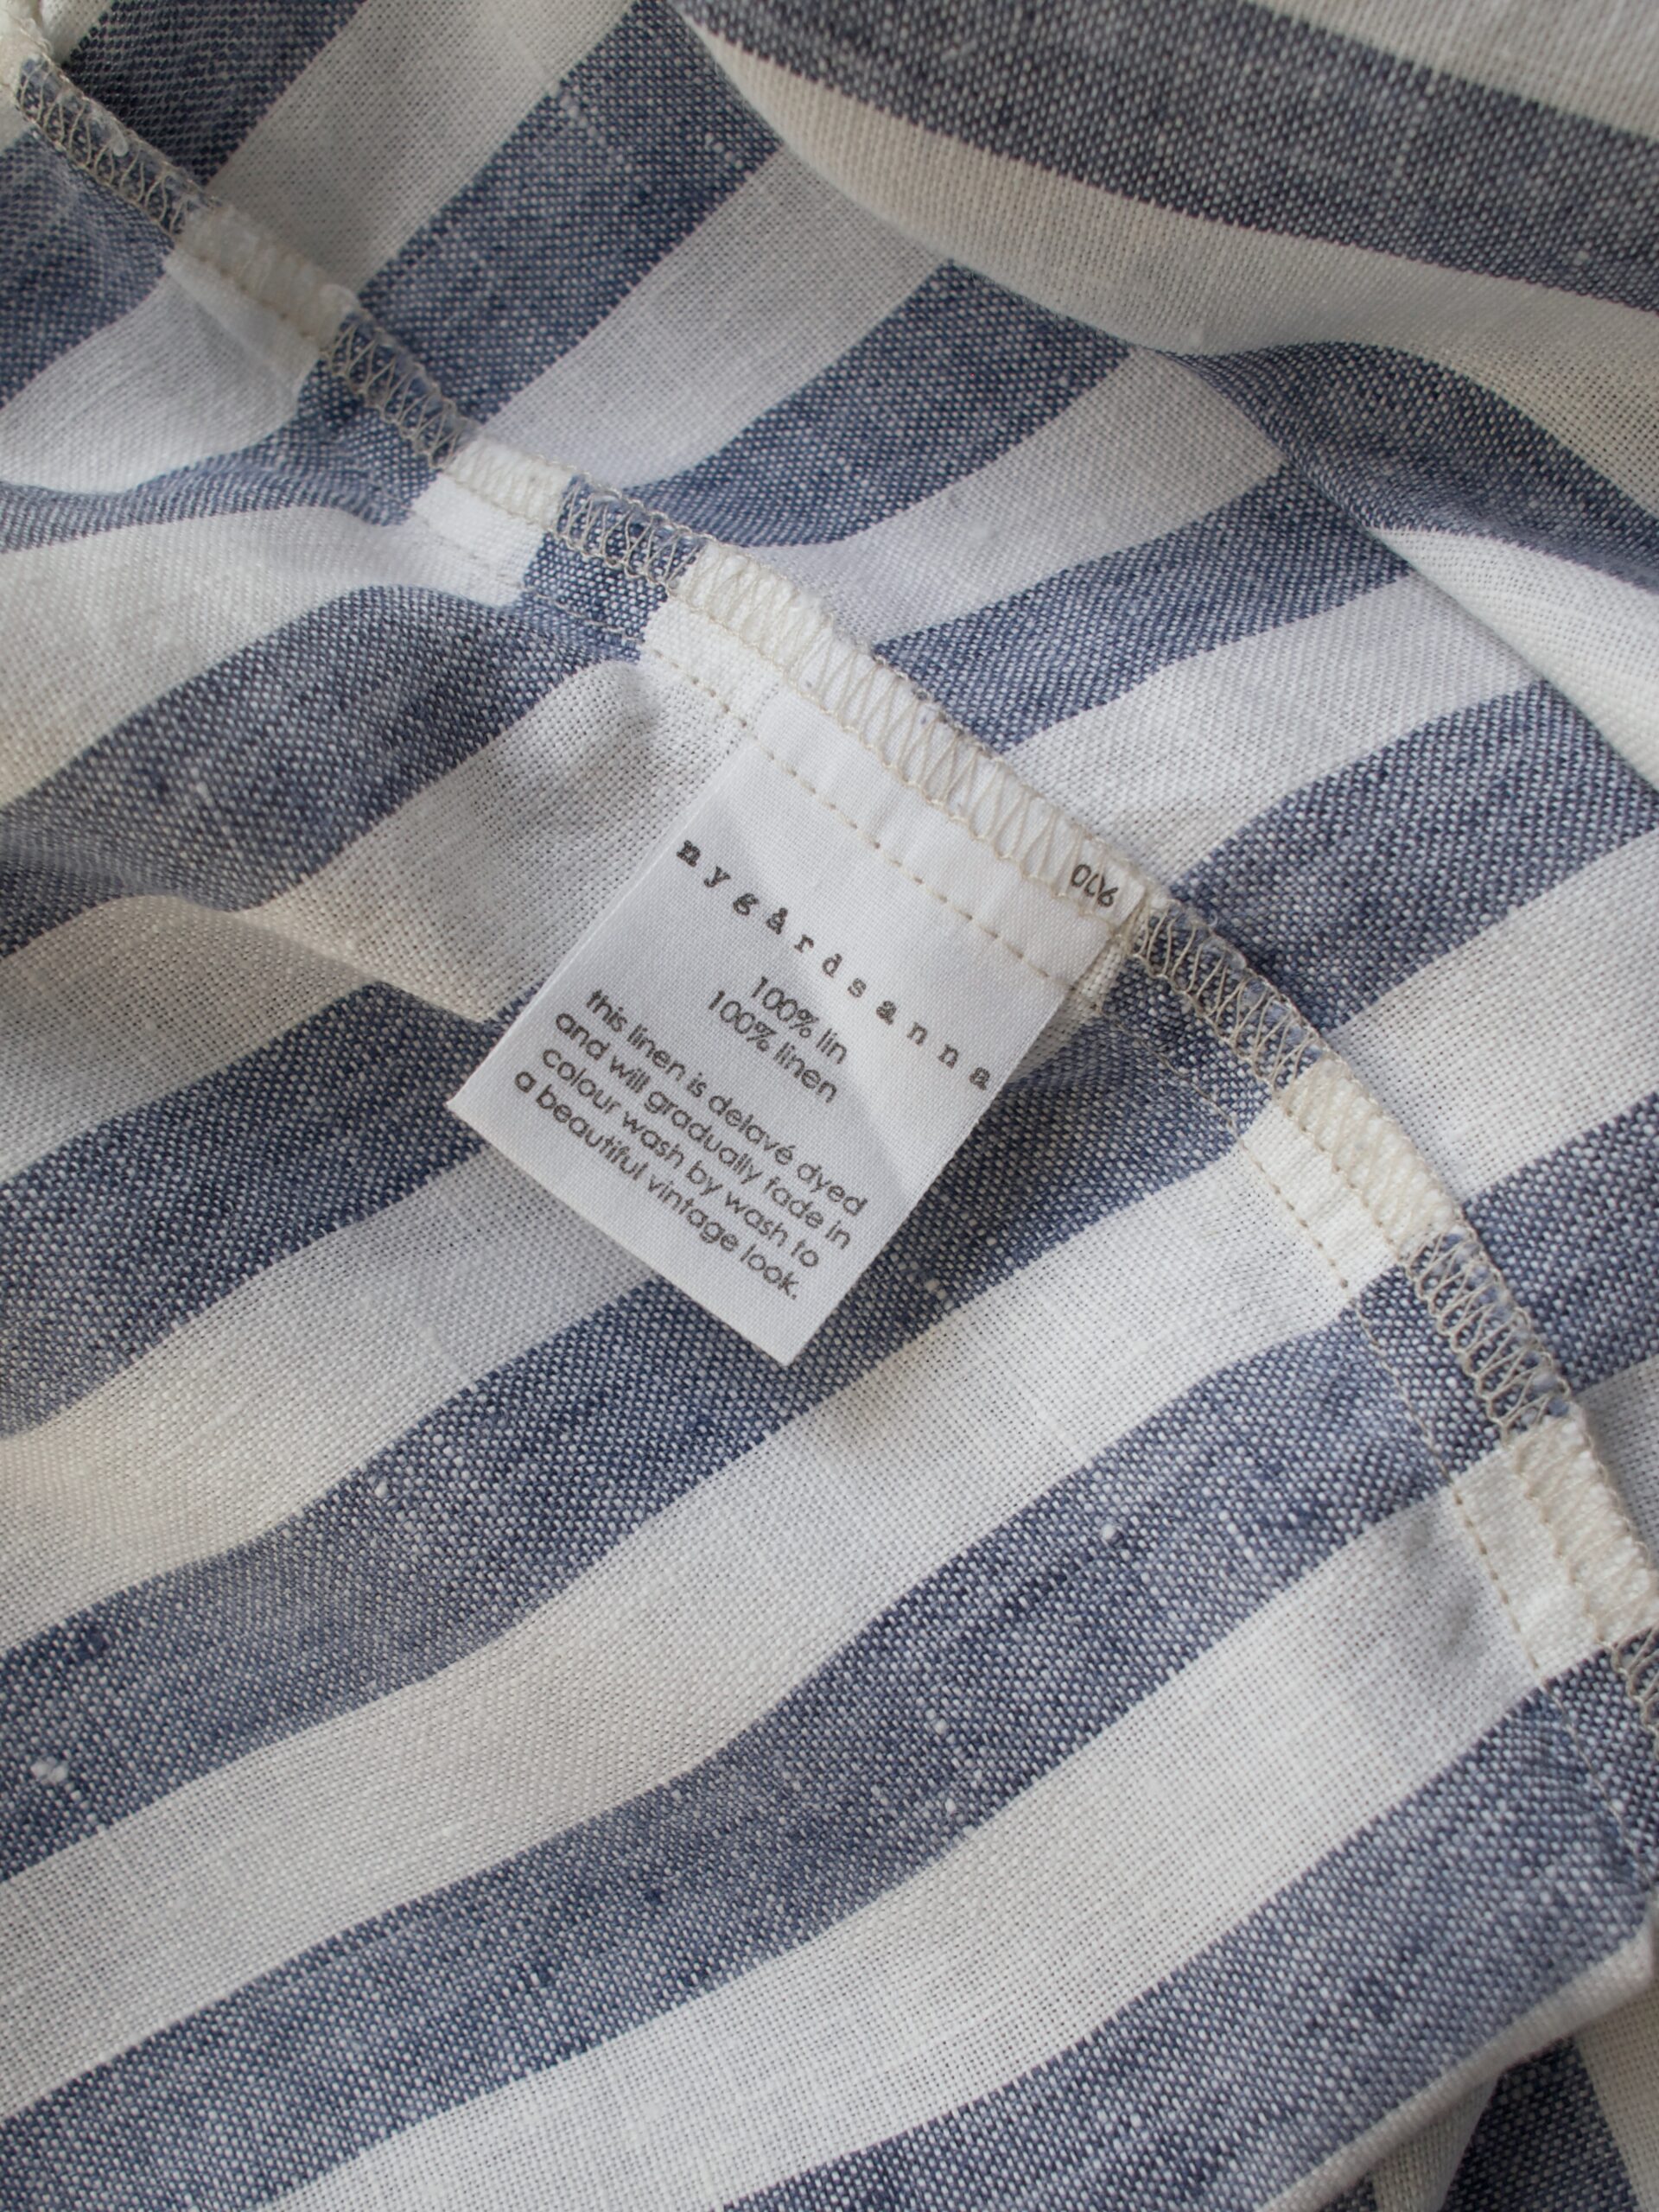 970
nygårdsanna
100% lin
100% linen
this linen is delavé dyed
and will gradually fade in
colour wash by wash to
a beautiful vintage look.